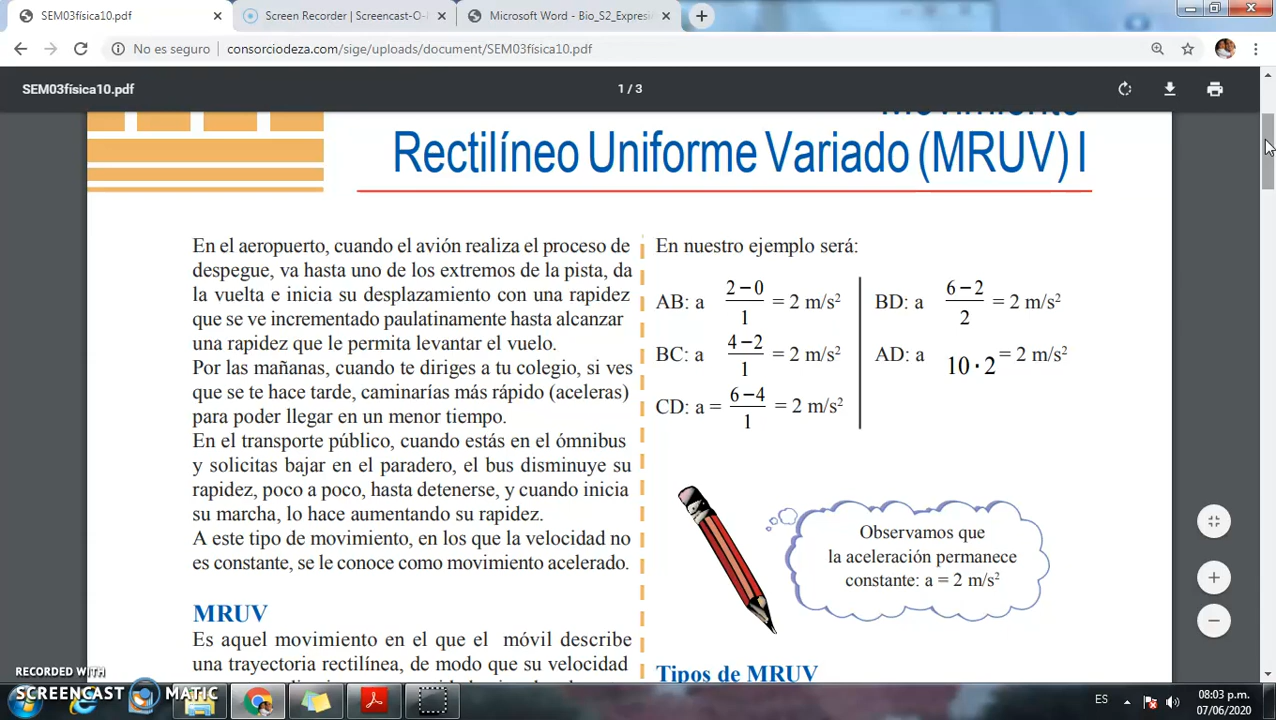 SEM03física10.pdf
Screen Recorder | Screencast-O-
Microsoft Word - Bio_S2_Expresi
No es seguro
consorciodeza.com/sige/uploads/document/SEM03física10.pdf
SEM03física10.pdf
1 / 3
Movimiento
Rectilíneo Uniforme Variado (MRUV) I
En el aeropuerto, cuando el avión realiza el proceso de
despegue, va hasta uno de los extremos de la pista, da
la vuelta e inicia su desplazamiento con una rapidez
que se ve incrementado paulatinamente hasta alcanzar
una rapidez que le permita levantar el vuelo.
Por las mañanas, cuando te diriges a tu colegio, si ves
que se te hace tarde, caminarías más rápido (aceleras)
para poder llegar en un menor tiempo.
En el transporte público, cuando estás en el ómnibus
y solicitas bajar en el paradero, el bus disminuye su
rapidez, poco a poco, hasta detenerse, y cuando inicia
su marcha, lo hace aumentando su rapidez.
A este tipo de movimiento, en los que la velocidad no
es constante, se le conoce como movimiento acelerado.
MRUV
Es aquel movimiento en el que el móvil describe
una trayectoria rectilínea, de modo que su velocidad
En nuestro ejemplo será:
AB: a 2 – 0 / 1 = 2 m/s²
BC: a 4 – 2 / 1 = 2 m/s²
CD: a = 6 – 4 / 1 = 2 m/s²
BD: a 6 – 2 / 2 = 2 m/s²
AD: a 10 · 2 = 2 m/s²
Observamos que
la aceleración permanece
constante: a = 2 m/s²
Tipos de MRUV
RECORDED WITH
SCREENCAST MATIC
ES
08:03 p.m.
07/06/2020